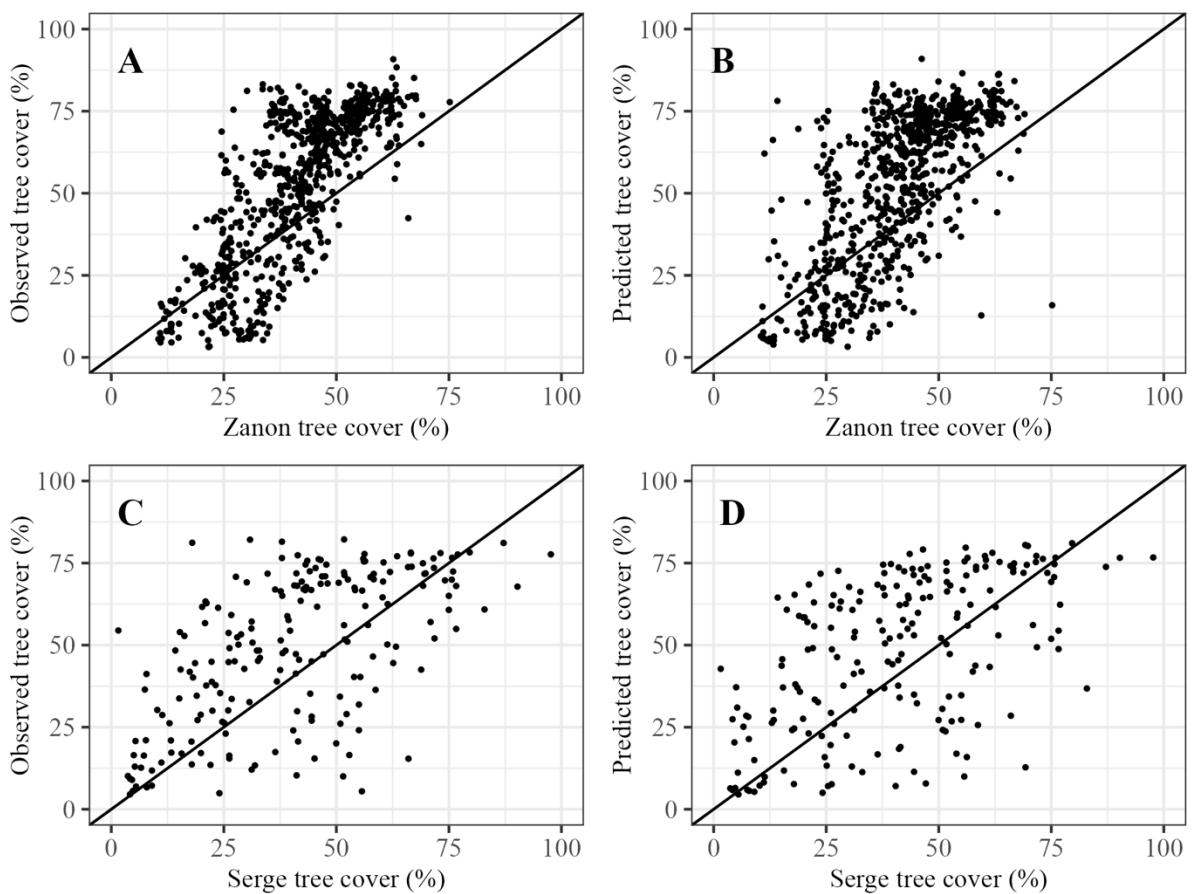 A
Observed tree cover (%)
100
75
50
25
0
0 25 50 75 100
Zanon tree cover (%)
B
Predicted tree cover (%)
100
75
50
25
0
0 25 50 75 100
Zanon tree cover (%)
C
Observed tree cover (%)
100
75
50
25
0
0 25 50 75 100
Serge tree cover (%)
D
Predicted tree cover (%)
100
75
50
25
0
0 25 50 75 100
Serge tree cover (%)